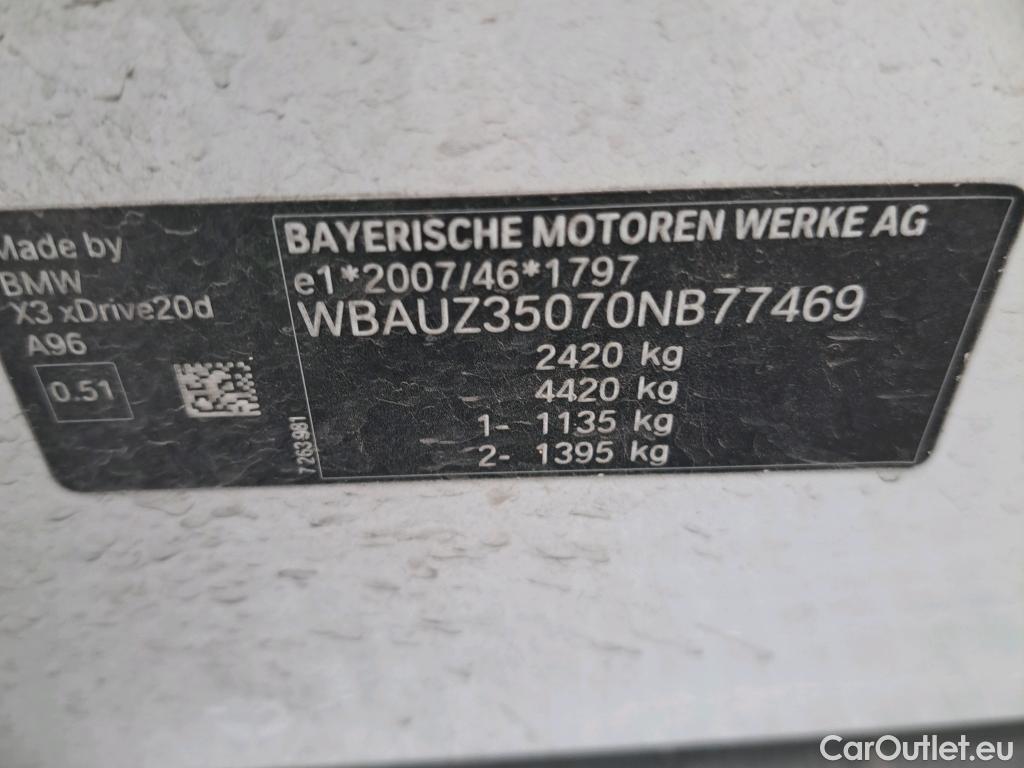 Made by
BMW
X3 xDrive20d
A96
0.51
7263981
BAYERISCHE MOTOREN WERKE AG
e1*2007/46*1797
WBAUZ35070NB77469
2420 kg
4420 kg
1- 1135 kg
2- 1395 kg
CarOutlet.eu